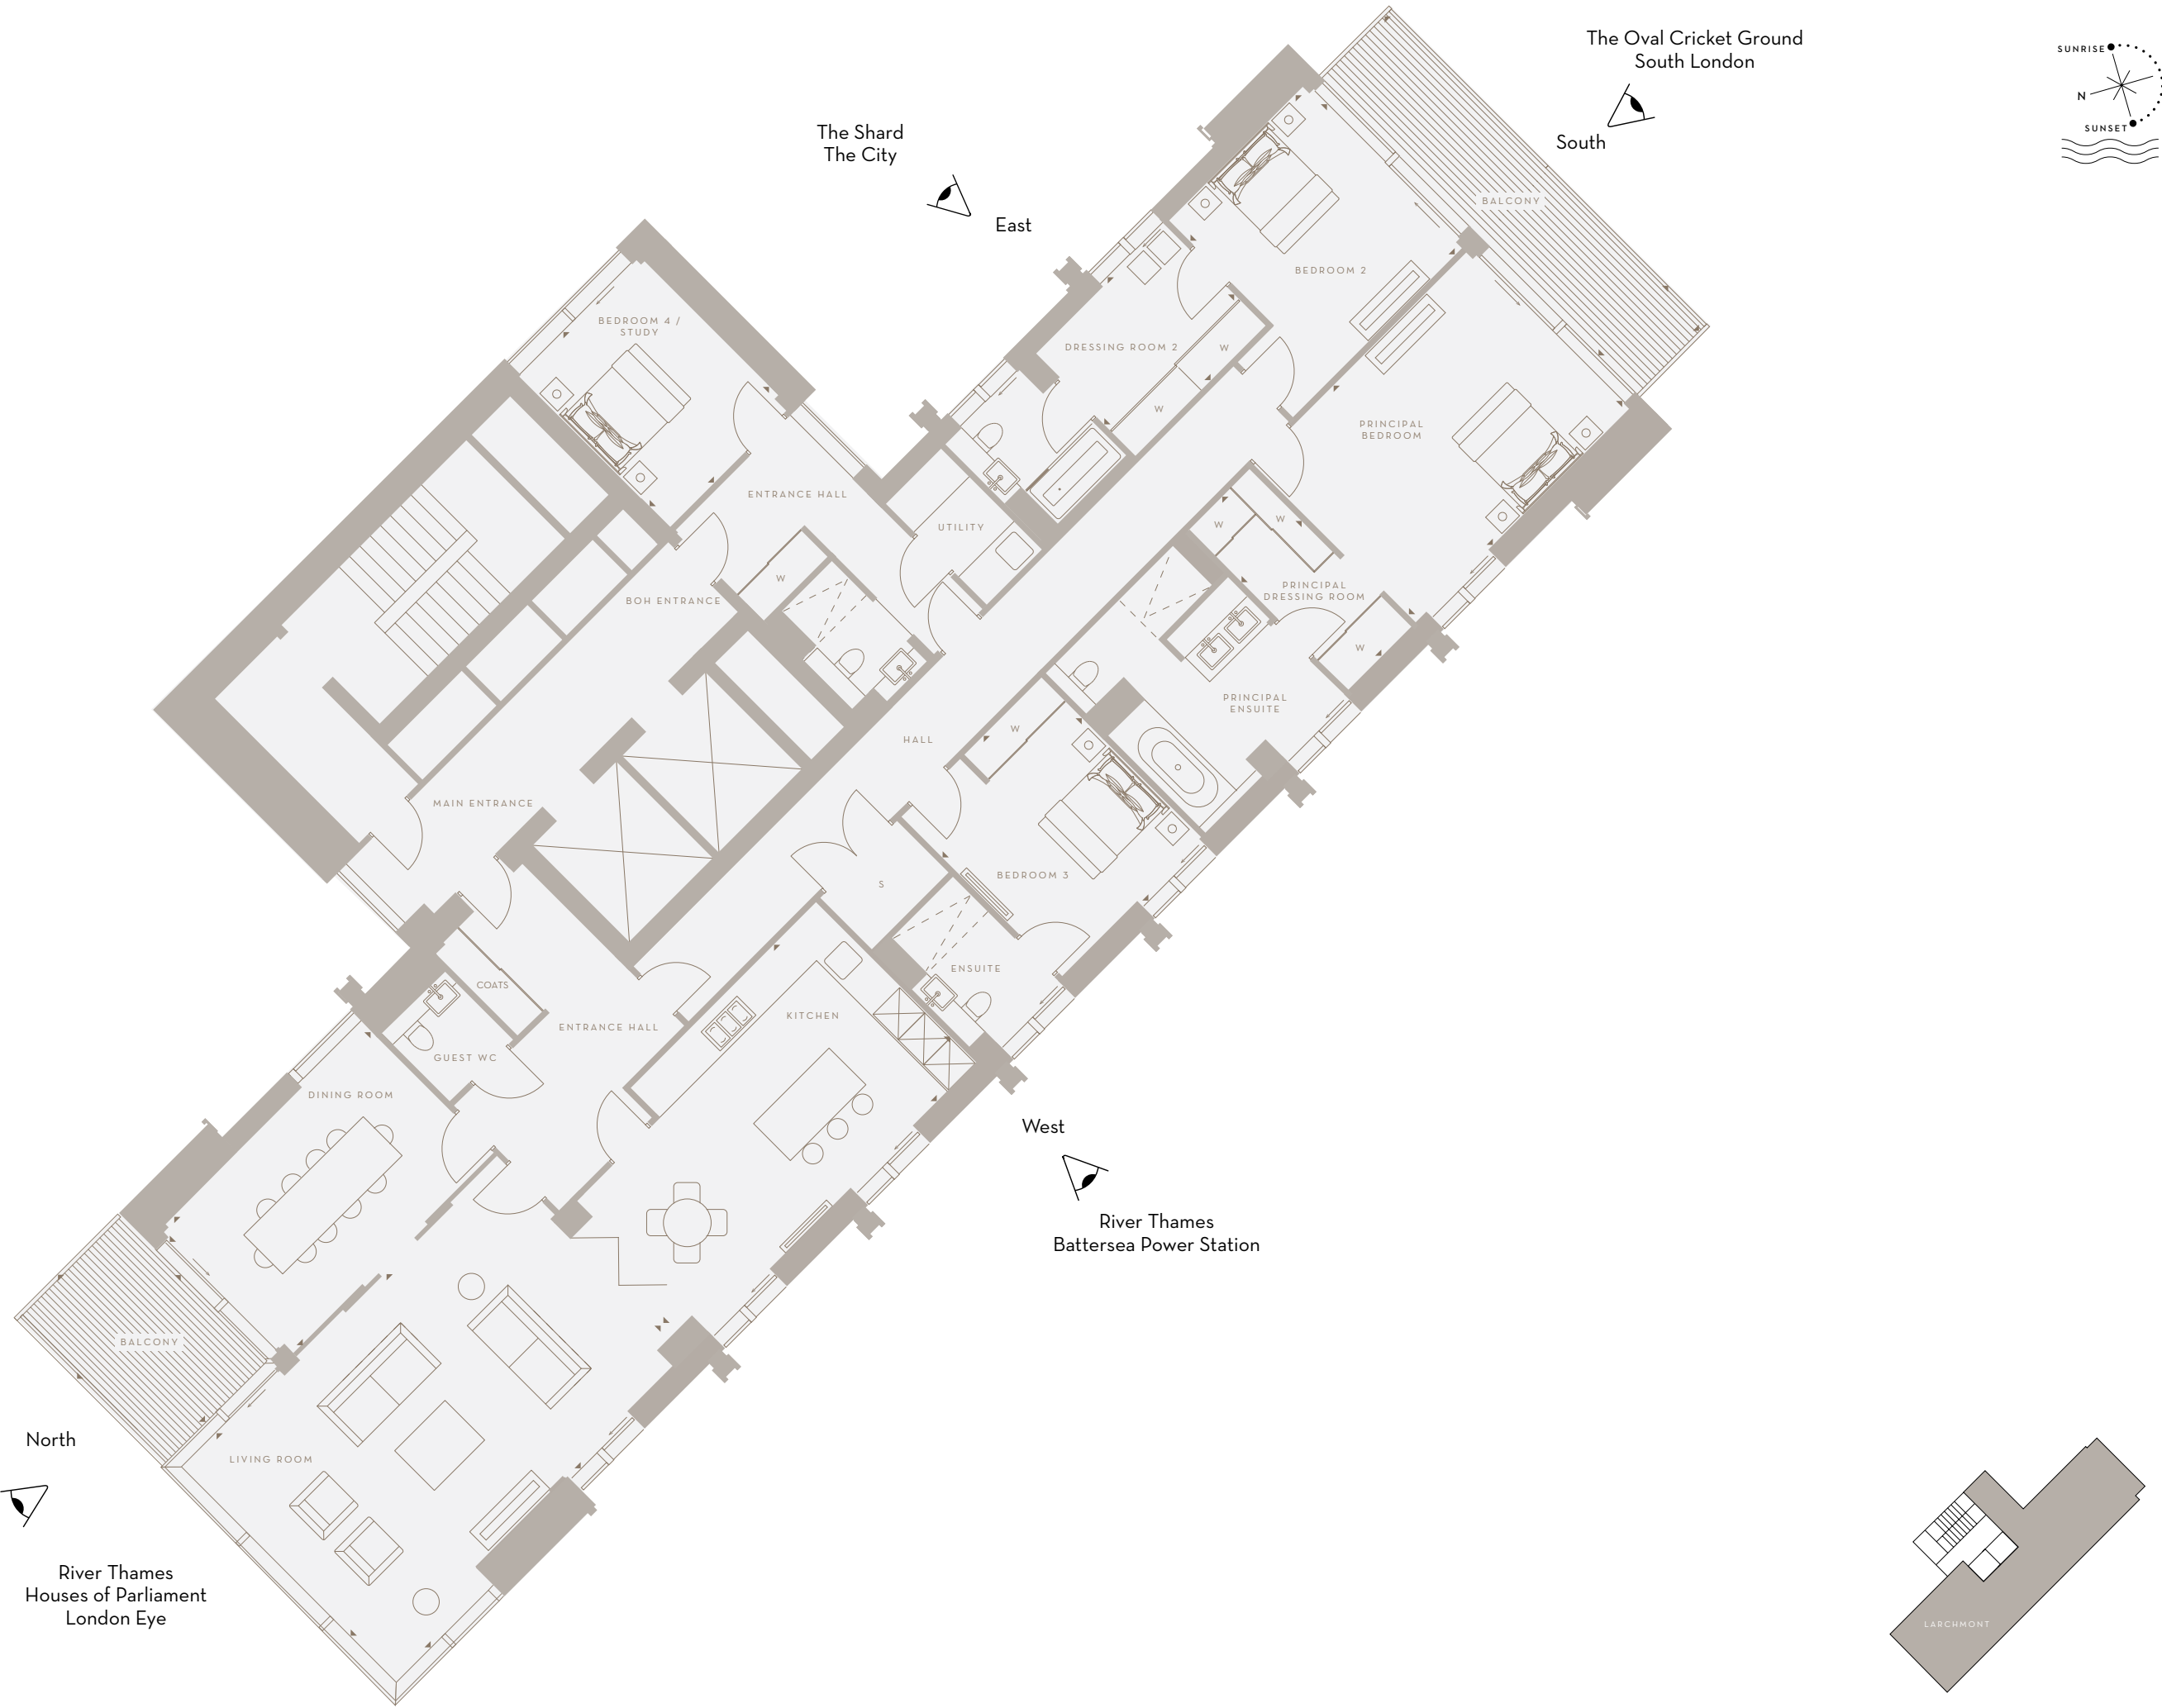 The Oval Cricket Ground
South London
South
SUNRISE
N
SUNSET
The Shard
The City
East
BALCONY
BEDROOM 2
BEDROOM 4 /
STUDY
DRESSING ROOM 2
W
W
PRINCIPAL
BEDROOM
ENTRANCE HALL
UTILITY
W
W
W
BOH ENTRANCE
PRINCIPAL
DRESSING ROOM
W
PRINCIPAL
ENSUITE
W
HALL
MAIN ENTRANCE
S
BEDROOM 3
ENSUITE
COATS
KITCHEN
ENTRANCE HALL
GUEST WC
DINING ROOM
West
River Thames
Battersea Power Station
BALCONY
North
LIVING ROOM
River Thames
Houses of Parliament
London Eye
LARCHMONT